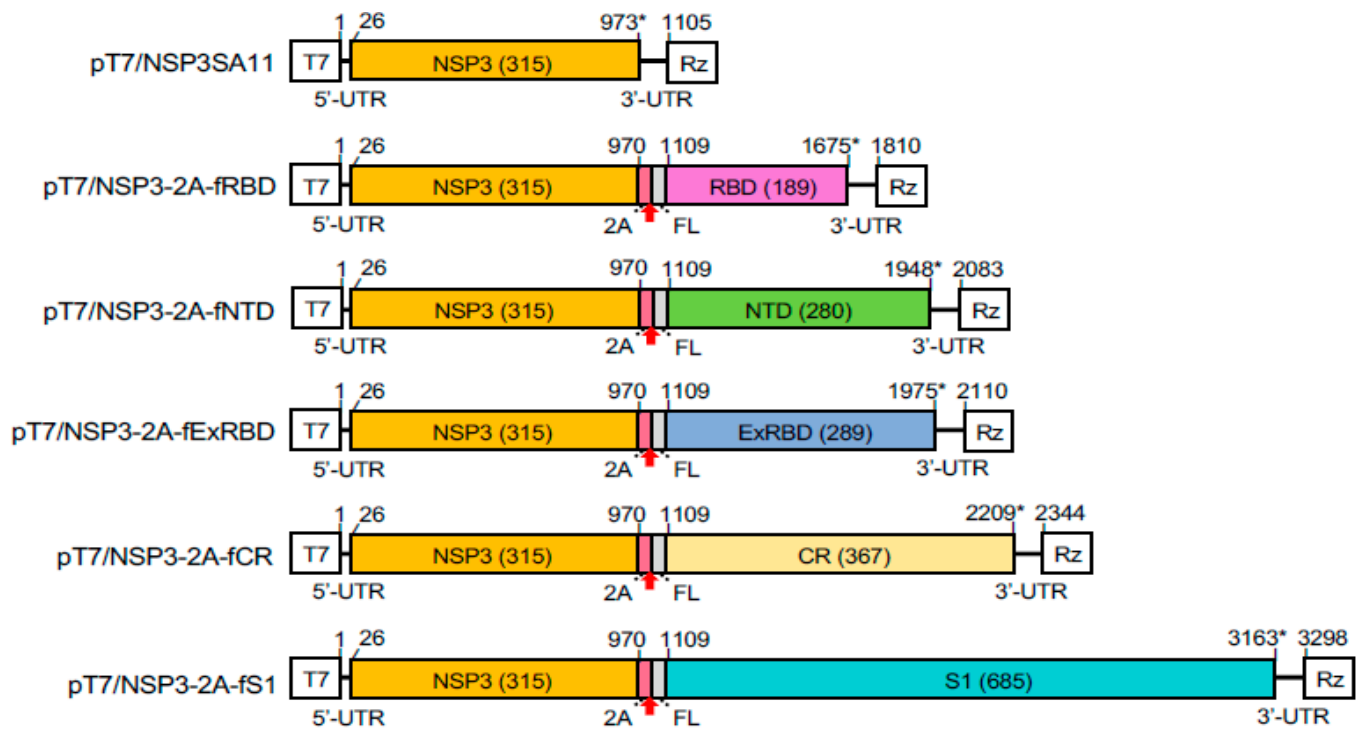 1 26 973* 1105
pT7/NSP3SA11 T7 NSP3 (315) Rz
5'-UTR 3'-UTR
1 26 970 1109 1675* 1810
pT7/NSP3-2A-fRBD T7 NSP3 (315) RBD (189) Rz
5'-UTR 2A FL 3'-UTR
1 26 970 1109 1948* 2083
pT7/NSP3-2A-fNTD T7 NSP3 (315) NTD (280) Rz
5'-UTR 2A FL 3'-UTR
1 26 970 1109 1975* 2110
pT7/NSP3-2A-fExRBD T7 NSP3 (315) ExRBD (289) Rz
5'-UTR 2A FL 3'-UTR
1 26 970 1109 2209* 2344
pT7/NSP3-2A-fCR T7 NSP3 (315) CR (367) Rz
5'-UTR 2A FL 3'-UTR
1 26 970 1109 3163* 3298
pT7/NSP3-2A-fS1 T7 NSP3 (315) S1 (685) Rz
5'-UTR 2A FL 3'-UTR